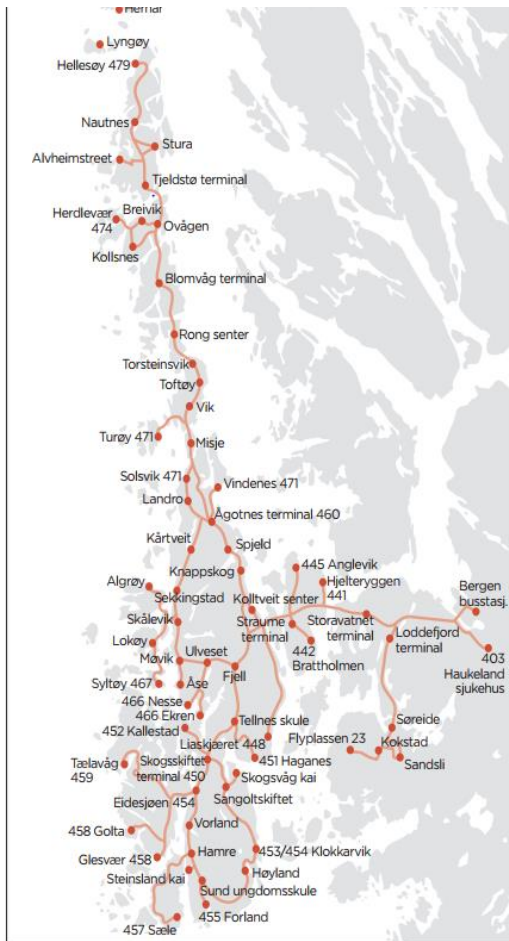 Hernar
Lyngøy
Hellesøy 479
Nautnes
Stura
Alvheimstreet
Tjeldstø terminal
Herdlevær
474
Breivik
Ovågen
Kollsnes
Blomvåg terminal
Rong senter
Torsteinsvik
Toftøy
Vik
Turøy 471
Misje
Solsvik 471
Vindenes 471
Landro
Ågotnes terminal 460
Kårtveit
Spjeld
Knappskog
445 Anglevik
Hjelteryggen
441
Algrøy
Sekkingstad
Kolltveit senter
Bergen
busstasj.
Skålevik
Straume
terminal
Storavatnet
terminal
Loddefjord
terminal
Lokøy
Ulveset
442
Brattholmen
403
Haukeland
sjukehus
Møvik
Fjell
Syltøy 467
Åse
466 Nesse
466 Ekren
452 Kallestad
Tellnes skule
Flyplassen 23
Søreide
Kokstad
Liaskjæret 448
451 Haganes
Sandsli
Tælavåg
459
Skogsskiftet
terminal 450
Skogsvåg kai
Eidesjøen 454
Sangoltskiftet
458 Golta
Vorland
Glesvær 458
Hamre
453/454 Klokkarvik
Steinsland kai
Høyland
Sund ungdomsskule
455 Forland
457 Sæle